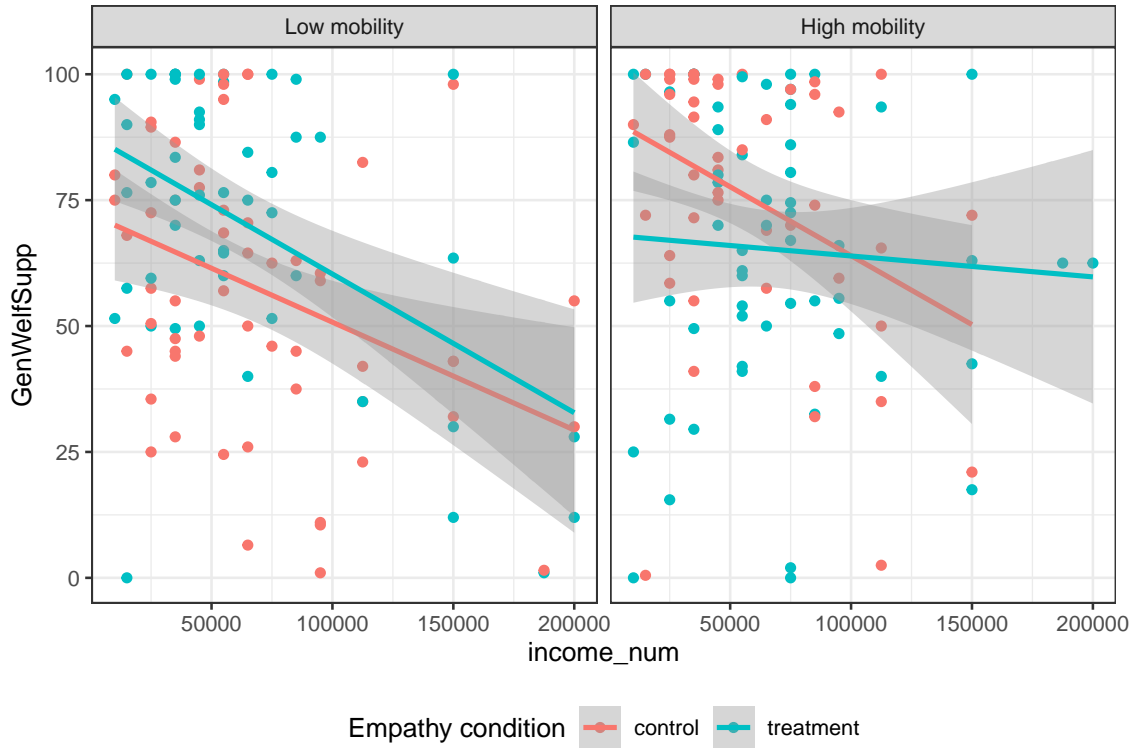 Low mobility
High mobility
GenWelfSupp
100
75
50
25
0
50000 100000 150000 200000
50000 100000 150000 200000
income_num
Empathy condition control treatment